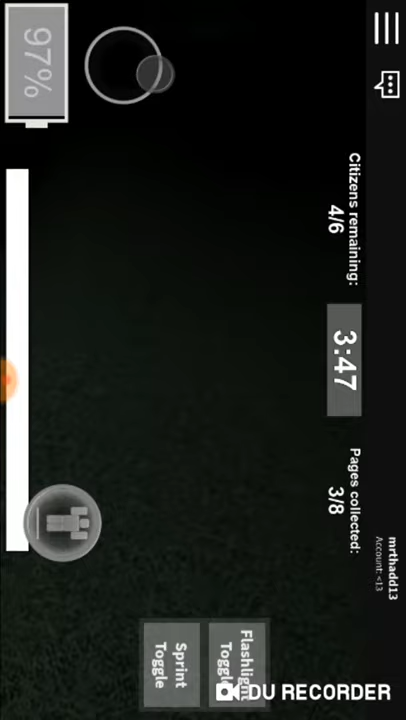 mrthadd13
Account: <13
Citizens remaining:
4/6
3:47
Pages collected:
3/8
97%
Flashlight
Toggle
Sprint
Toggle
DU RECORDER